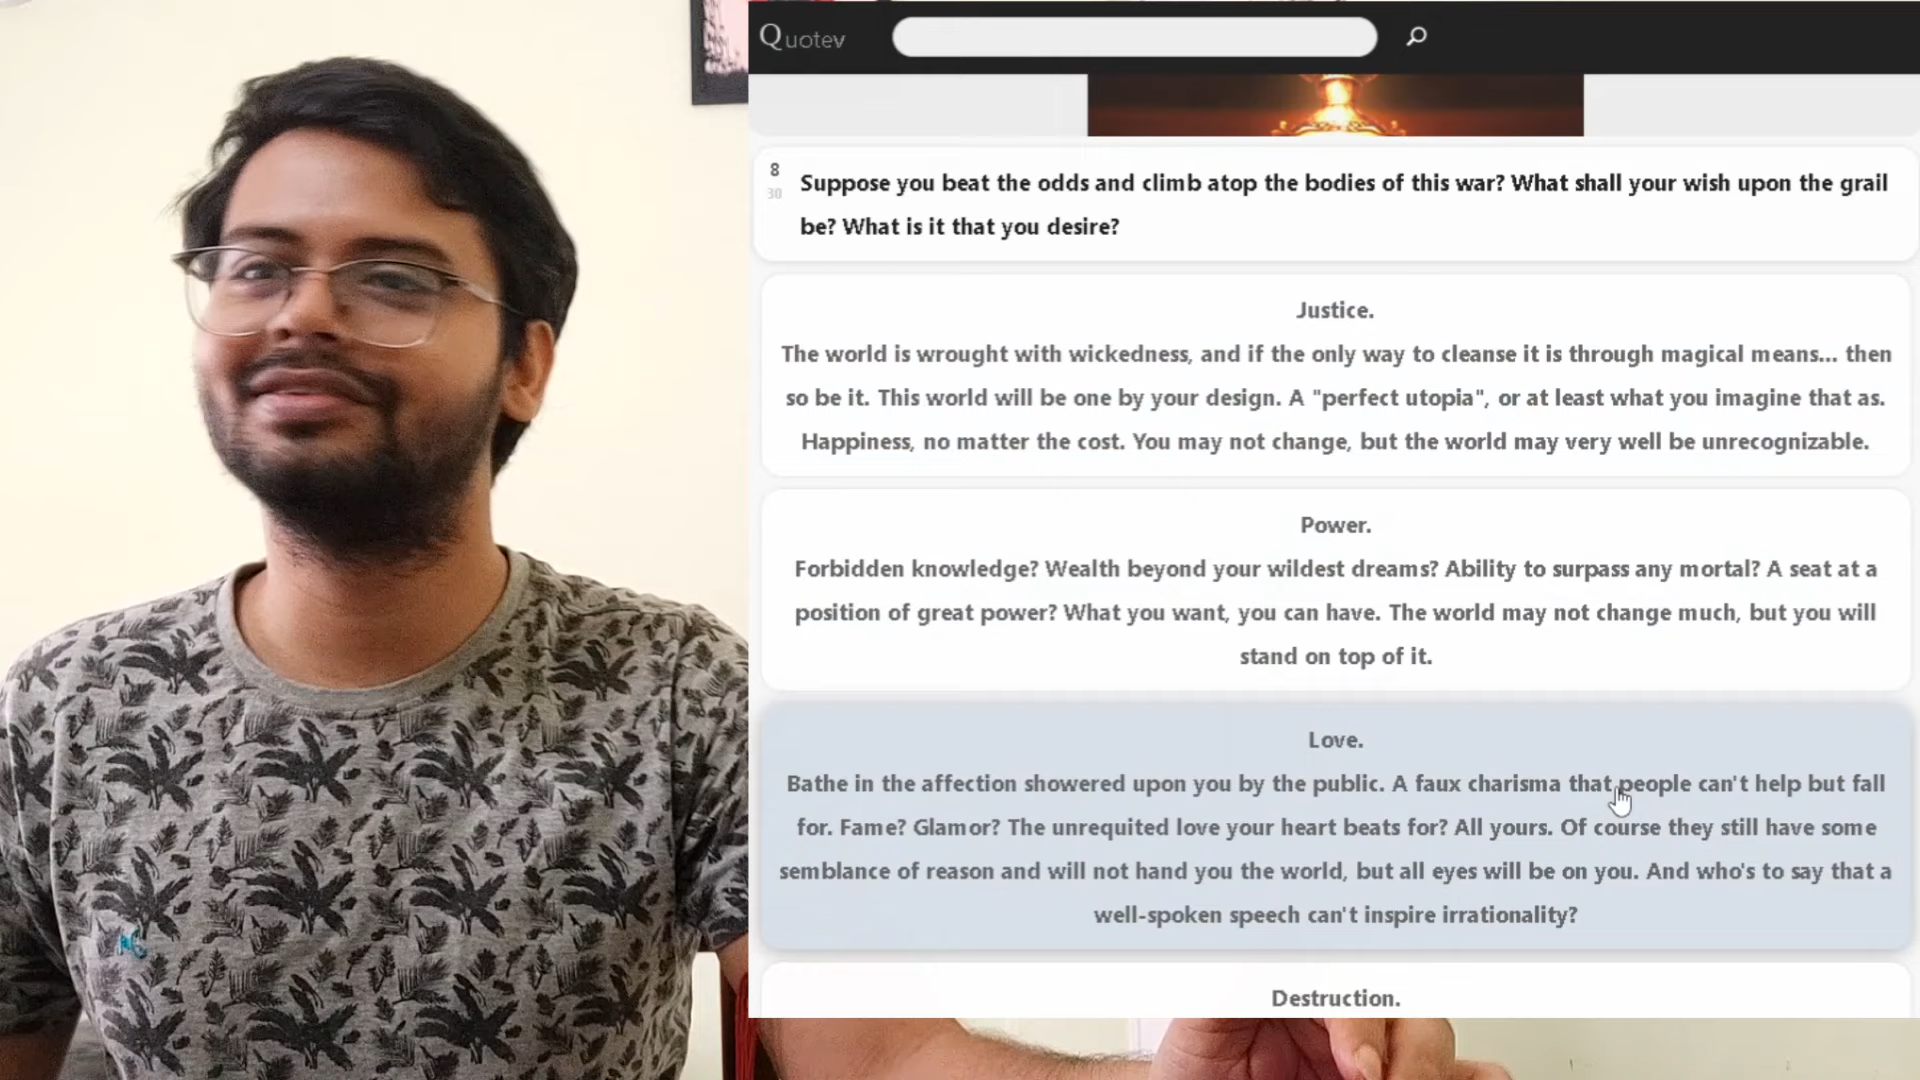 Quotev
8
30
Suppose you beat the odds and climb atop the bodies of this war? What shall your wish upon the grail
be? What is it that you desire?
Justice.
The world is wrought with wickedness, and if the only way to cleanse it is through magical means... then
so be it. This world will be one by your design. A "perfect utopia", or at least what you imagine that as.
Happiness, no matter the cost. You may not change, but the world may very well be unrecognizable.
Power.
Forbidden knowledge? Wealth beyond your wildest dreams? Ability to surpass any mortal? A seat at a
position of great power? What you want, you can have. The world may not change much, but you will
stand on top of it.
Love.
Bathe in the affection showered upon you by the public. A faux charisma that people can't help but fall
for. Fame? Glamor? The unrequited love your heart beats for? All yours. Of course they still have some
semblance of reason and will not hand you the world, but all eyes will be on you. And who's to say that a
well-spoken speech can't inspire irrationality?
Destruction.